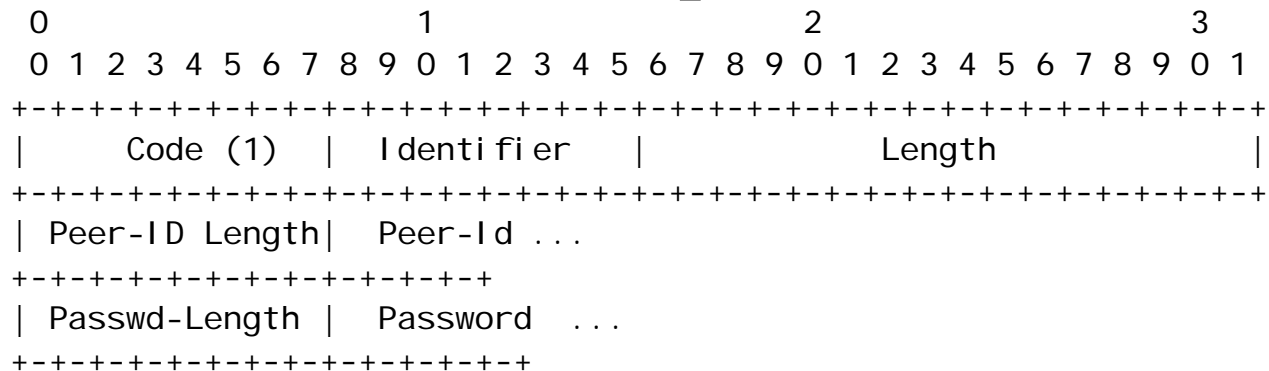 0 1 2 3
0 1 2 3 4 5 6 7 8 9 0 1 2 3 4 5 6 7 8 9 0 1 2 3 4 5 6 7 8 9 0 1
+-+-+-+-+-+-+-+-+-+-+-+-+-+-+-+-+-+-+-+-+-+-+-+-+-+-+-+-+-+-+-+-+
| Code (1) | Identifier | Length |
+-+-+-+-+-+-+-+-+-+-+-+-+-+-+-+-+-+-+-+-+-+-+-+-+-+-+-+-+-+-+-+-+
| Peer-ID Length| Peer-Id ...
+-+-+-+-+-+-+-+-+-+-+-+-+
| Passwd-Length | Password ...
+-+-+-+-+-+-+-+-+-+-+-+-+-+